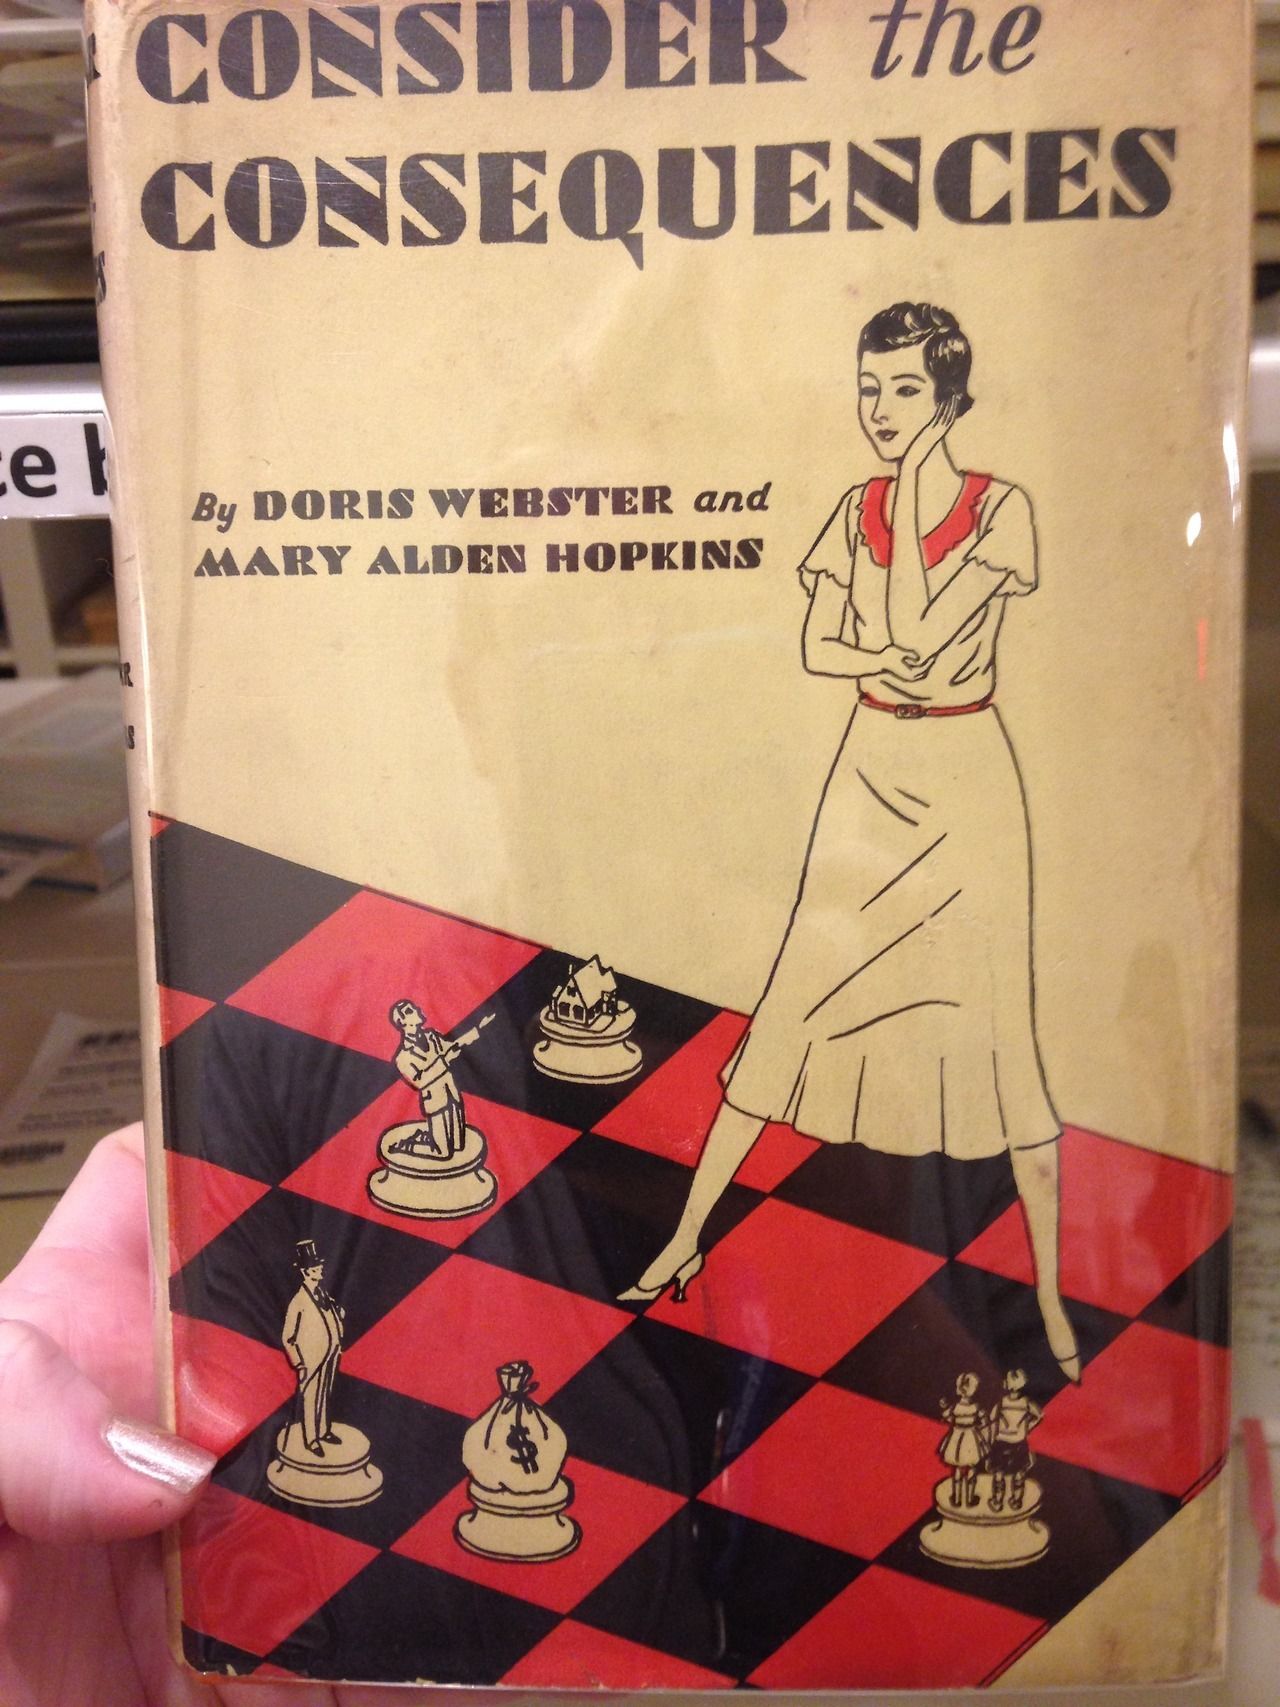 CONSIDER the
CONSEQUENCES
By DORIS WEBSTER and
MARY ALDEN HOPKINS
$